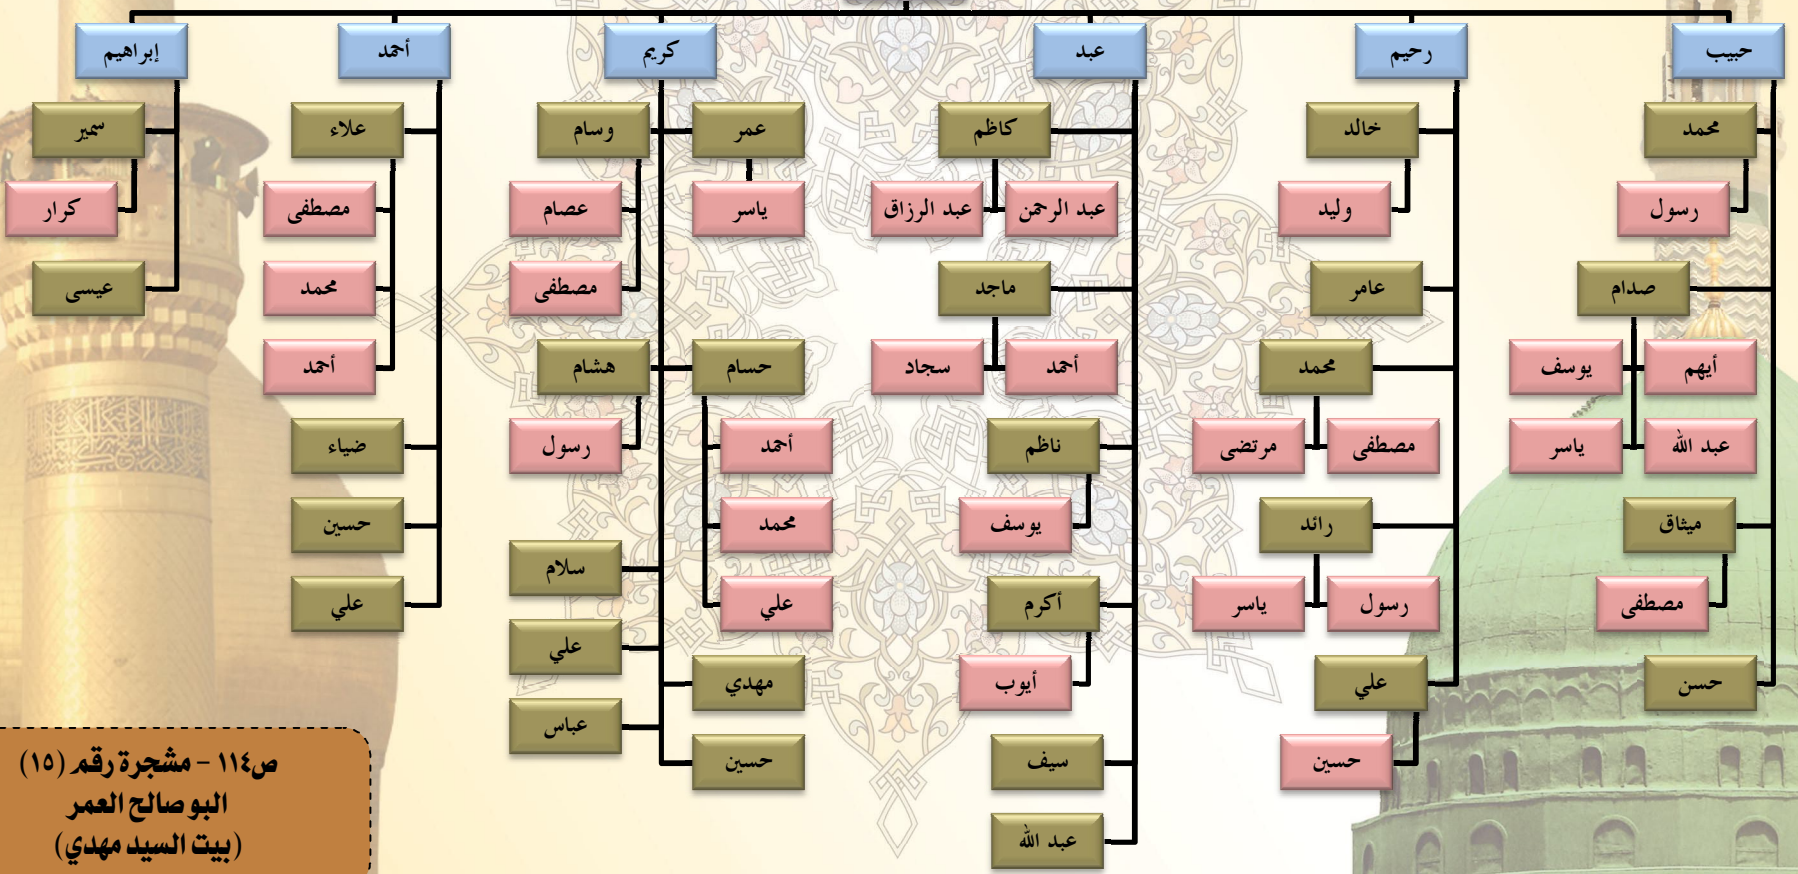 حبيب
محمد
رسول
صدام
أيهم
يوسف
عبد الله
ياسر
ميثاق
مصطفى
حسن
رحيم
خالد
وليد
عامر
محمد
مصطفى
مرتضى
رائد
رسول
ياسر
علي
حسين
عبد
كاظم
عبد الرحمن
عبد الرزاق
ماجد
أحمد
سجاد
ناظم
يوسف
أكرم
أيوب
سيف
عبد الله
كريم
عمر
ياسر
وسام
عصام
مصطفى
حسام
أحمد
محمد
علي
هشام
رسول
سلام
علي
مهدي
عباس
حسين
أحمد
علاء
مصطفى
محمد
أحمد
ضياء
حسين
علي
إبراهيم
سمير
كرار
عيسى
ص١١٤ - مشجرة رقم (١٥)
البو صالح العمر
(بيت السيد مهدي)